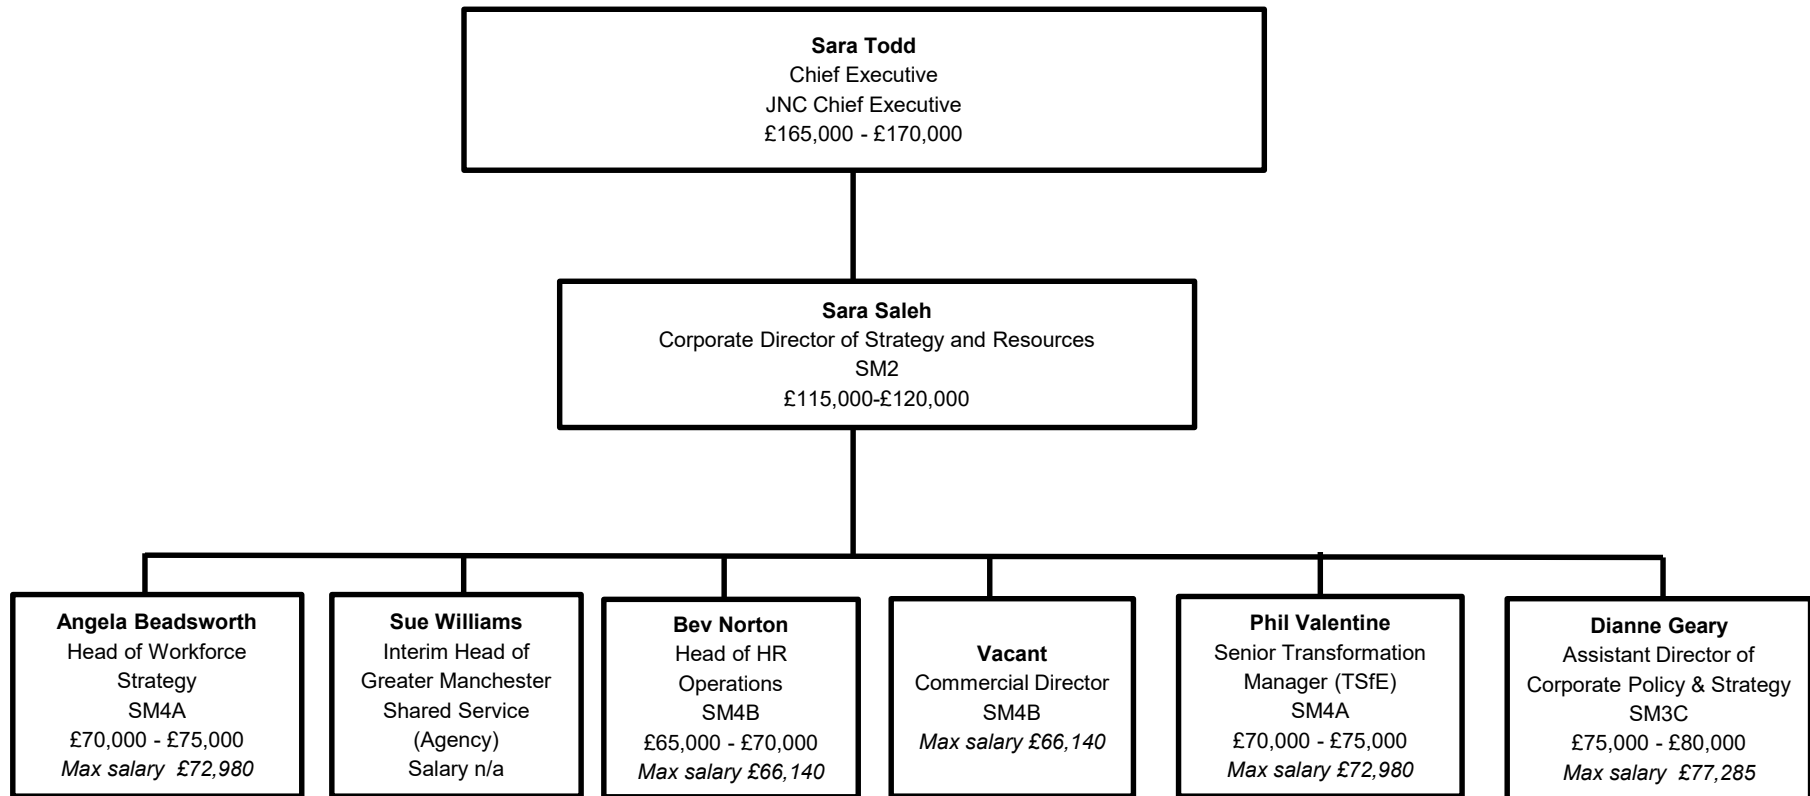 Sara Todd
Chief Executive
JNC Chief Executive
£165,000 - £170,000
Sara Saleh
Corporate Director of Strategy and Resources
SM2
£115,000-£120,000
Angela Beadsworth
Head of Workforce
Strategy
SM4A
£70,000 - £75,000
Max salary £72,980
Sue Williams
Interim Head of
Greater Manchester
Shared Service
(Agency)
Salary n/a
Bev Norton
Head of HR
Operations
SM4B
£65,000 - £70,000
Max salary £66,140
Vacant
Commercial Director
SM4B
Max salary £66,140
Phil Valentine
Senior Transformation
Manager (TSfE)
SM4A
£70,000 - £75,000
Max salary £72,980
Dianne Geary
Assistant Director of
Corporate Policy & Strategy
SM3C
£75,000 - £80,000
Max salary £77,285